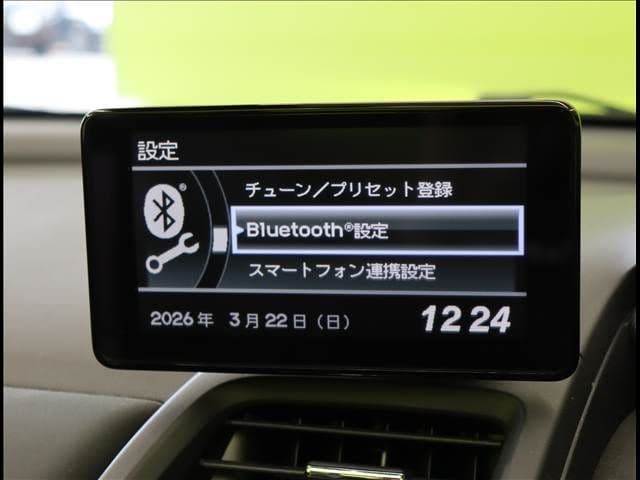 設定
チューン／プリセット登録
Bluetooth®設定
スマートフォン連携設定
2026年 3月22日（日） 12 24